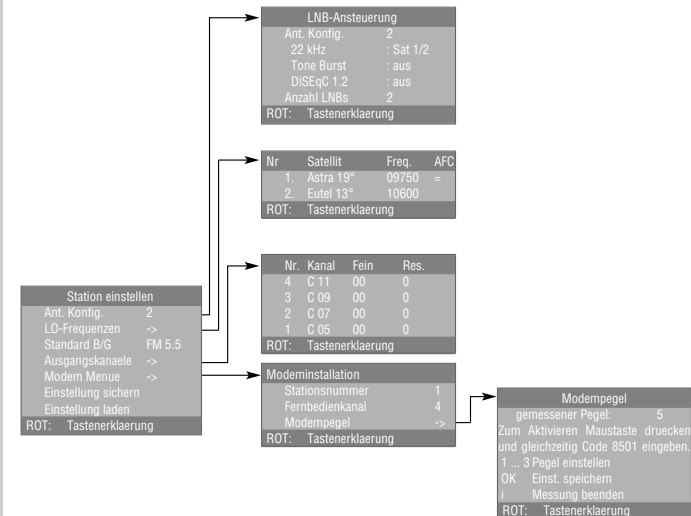 LNB-Ansteuerung
Ant. Konfig. 2
22 kHz : Sat 1/2
Tone Burst : aus
DiSEqC 1.2 : aus
Anzahl LNBs 2
ROT: Tastenerklaerung
Nr Satellit Freq. AFC
1. Astra 19° 09750 =
2. Eutel 13° 10600
ROT: Tastenerklaerung
Nr. Kanal Fein Res.
4 C 11 00 0
3 C 09 00 0
2 C 07 00 0
1 C 05 00 0
ROT: Tastenerklaerung
Station einstellen
Ant. Konfig. 2
LO-Frequenzen ->
Standard B/G FM 5.5
Ausgangskanaele ->
Modem Menue ->
Einstellung sichern
Einstellung laden
ROT: Tastenerklaerung
Modeminstallation
Stationsnummer 1
Fernbedienkanal 4
Modempegel ->
ROT: Tastenerklaerung
Modempegel
gemessener Pegel: 5
Zum Aktivieren Maustaste druecken
und gleichzeitig Code 8501 eingeben.
1 ... 3 Pegel einstellen
OK Einst. speichern
i Messung beenden
ROT: Tastenerklaerung